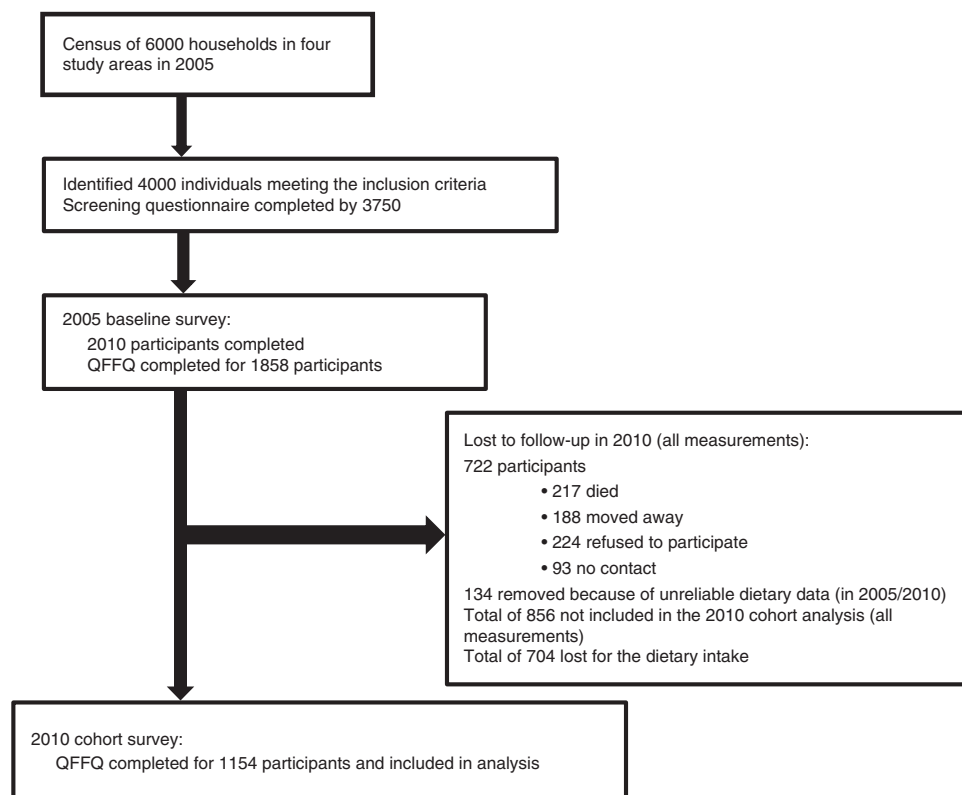 Census of 6000 households in four
study areas in 2005
Identified 4000 individuals meeting the inclusion criteria
Screening questionnaire completed by 3750
2005 baseline survey:
2010 participants completed
QFFQ completed for 1858 participants
Lost to follow-up in 2010 (all measurements):
722 participants
• 217 died
• 188 moved away
• 224 refused to participate
• 93 no contact
134 removed because of unreliable dietary data (in 2005/2010)
Total of 856 not included in the 2010 cohort analysis (all
measurements)
Total of 704 lost for the dietary intake
2010 cohort survey:
QFFQ completed for 1154 participants and included in analysis